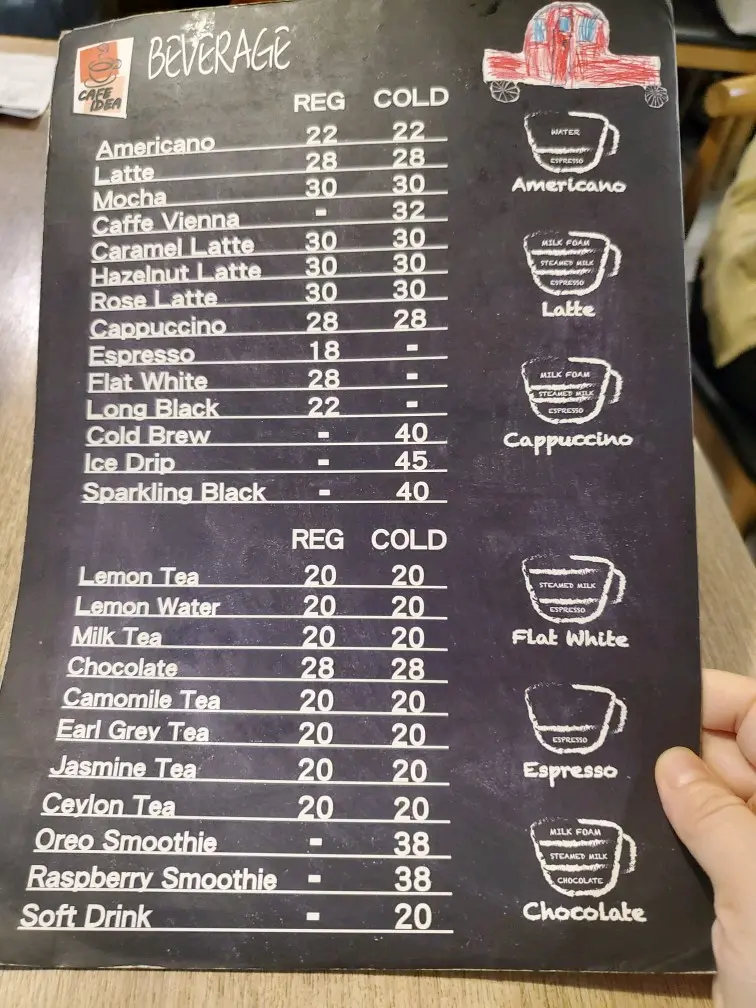 CAFE
IDEA
BEVERAGE
REG COLD
Americano 22 22
Latte 28 28
Mocha 30 30
Caffe Vienna - 32
Caramel Latte 30 30
Hazelnut Latte 30 30
Rose Latte 30 30
Cappuccino 28 28
Espresso 18 -
Flat White 28 -
Long Black 22 -
Cold Brew - 40
Ice Drip - 45
Sparkling Black - 40
REG COLD
Lemon Tea 20 20
Lemon Water 20 20
Milk Tea 20 20
Chocolate 28 28
Camomile Tea 20 20
Earl Grey Tea 20 20
Jasmine Tea 20 20
Ceylon Tea 20 20
Oreo Smoothie - 38
Raspberry Smoothie - 38
Soft Drink - 20
WATER
ESPRESSO
Americano
MILK FOAM
STEAMED MILK
ESPRESSO
Latte
MILK FOAM
STEAMED MILK
ESPRESSO
Cappuccino
STEAMED MILK
ESPRESSO
Flat White
ESPRESSO
Espresso
MILK FOAM
STEAMED MILK
CHOCOLATE
Chocolate